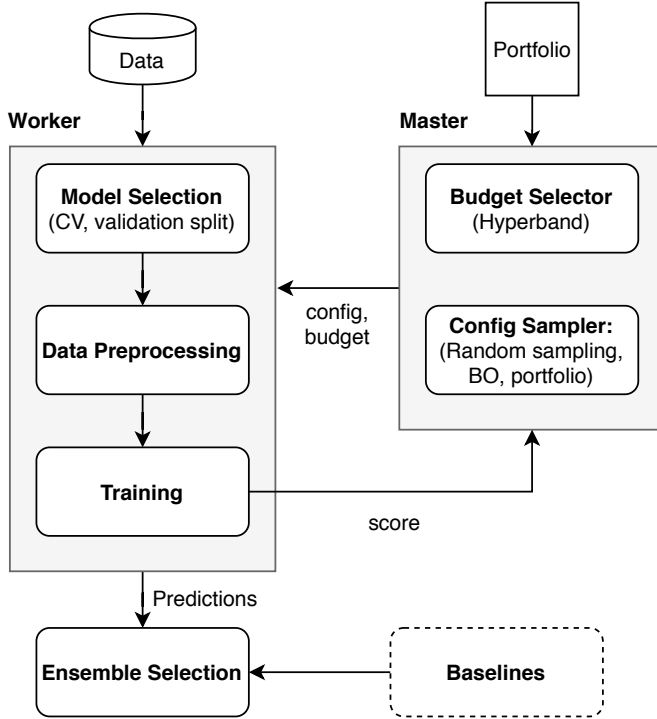 Data
Portfolio
Worker
Master
Model Selection
(CV, validation split)
Budget Selector
(Hyperband)
config,
budget
Data Preprocessing
Config Sampler:
(Random sampling,
BO, portfolio)
Training
score
Predictions
Ensemble Selection
Baselines